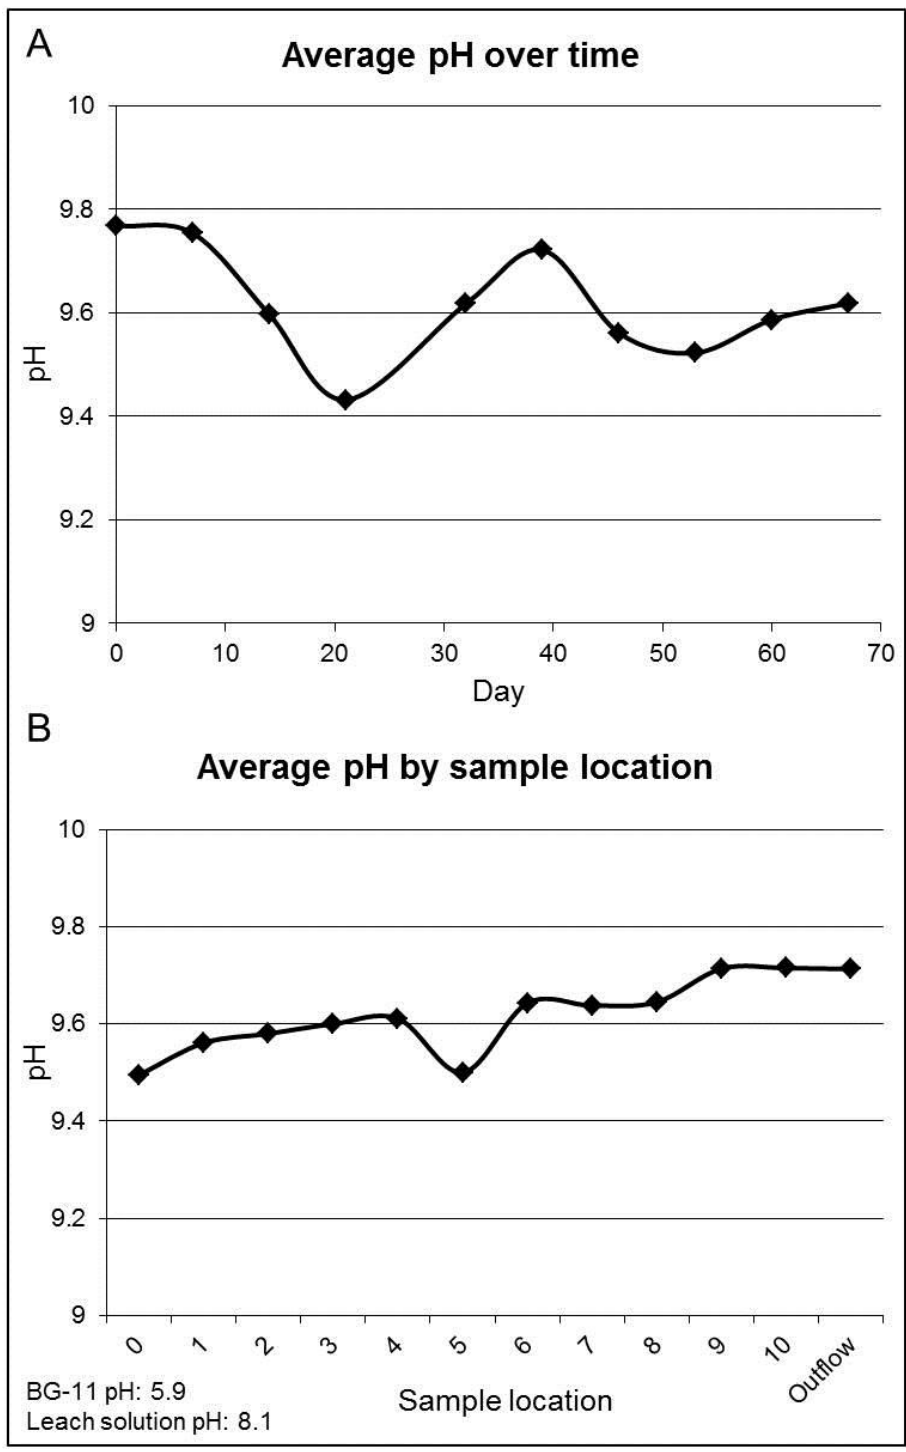 A
Average pH over time
10
9.8
9.6
9.4
9.2
9
pH
0 10 20 30 40 50 60 70
Day
B
Average pH by sample location
10
9.8
9.6
9.4
9.2
9
pH
0 1 2 3 4 5 6 7 8 9 10 Outflow
Sample location
BG-11 pH: 5.9
Leach solution pH: 8.1